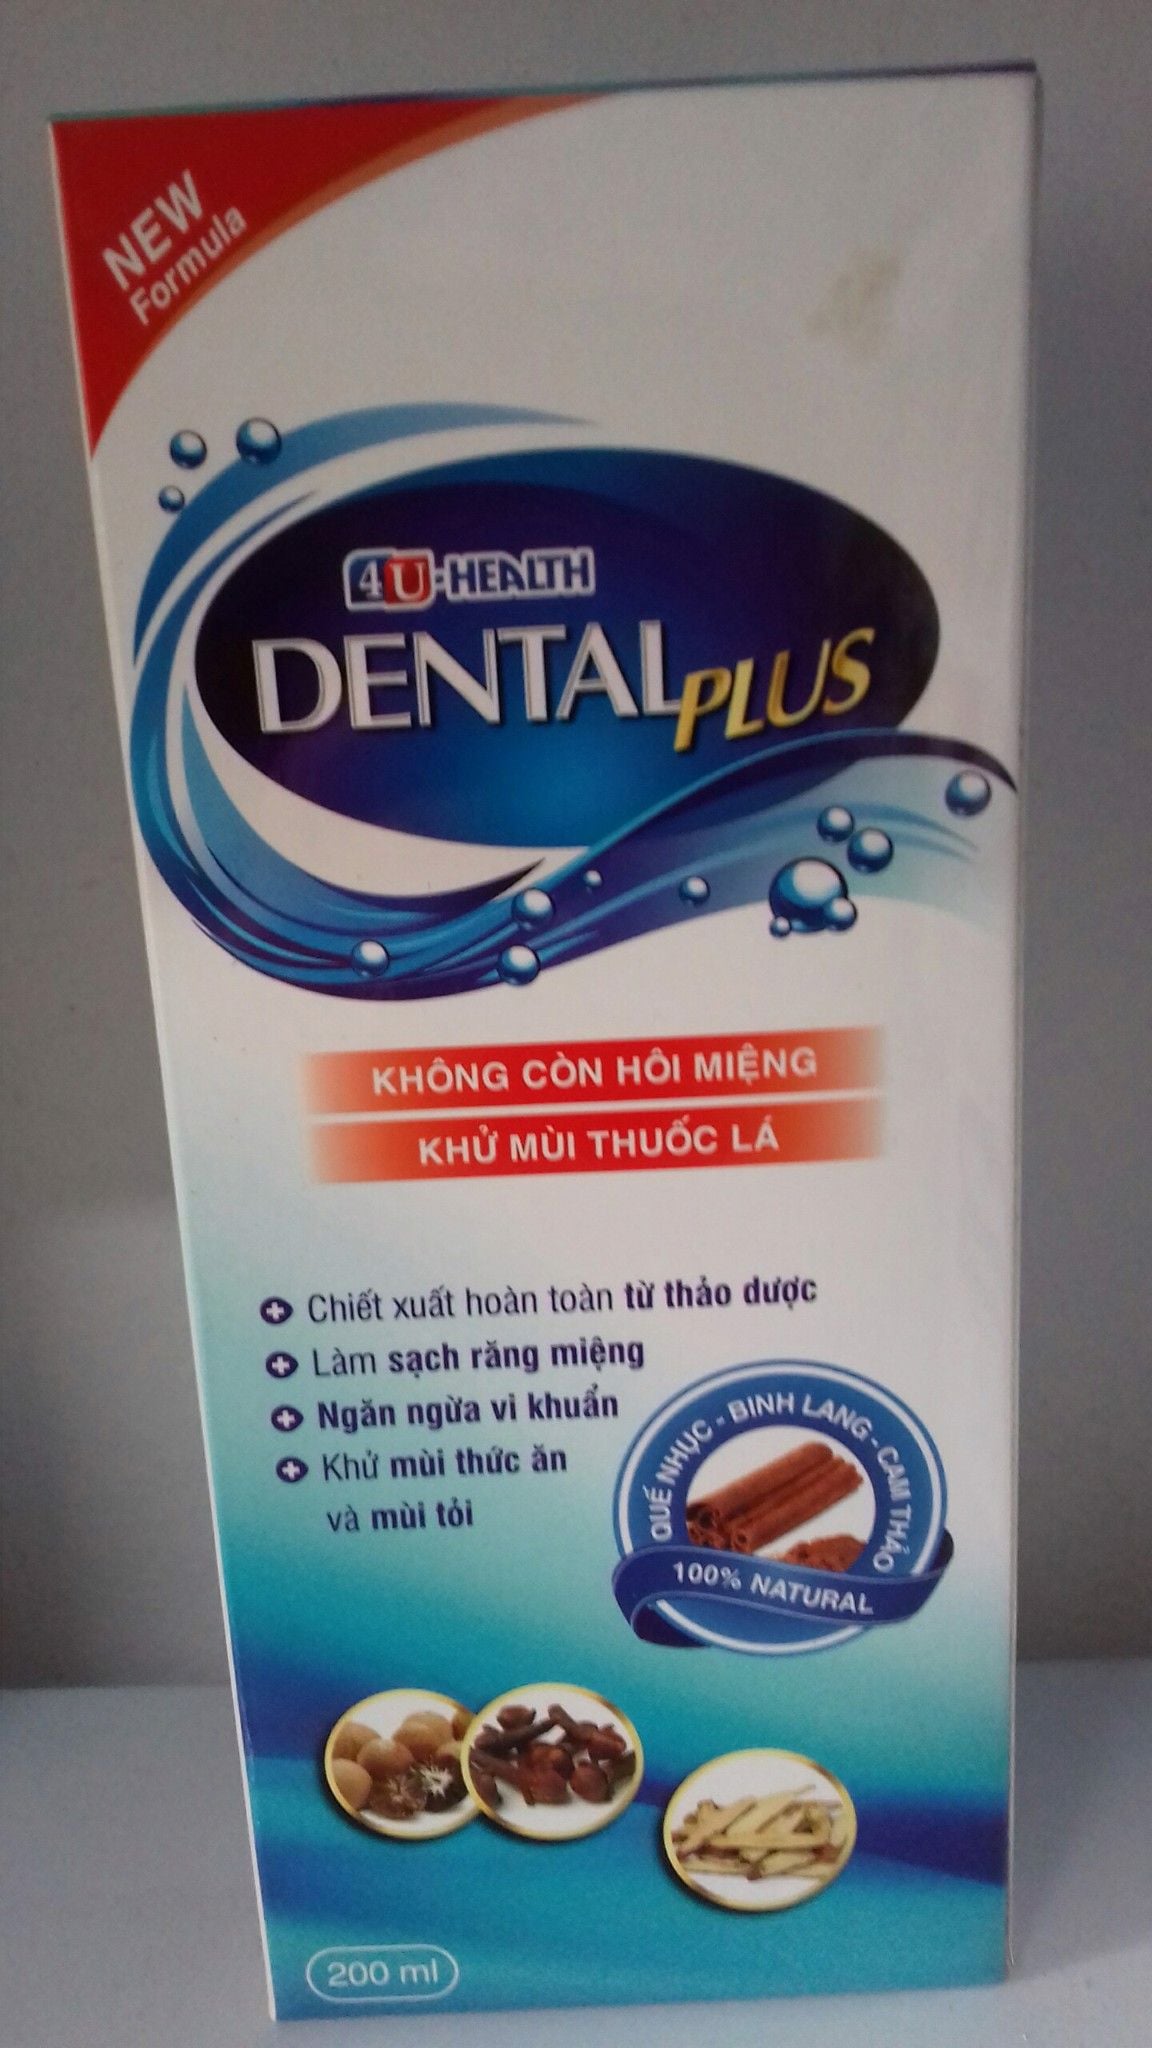 NEW
Formula
4U-HEALTH
DENTAL PLUS
KHÔNG CÒN HÔI MIỆNG
KHỬ MÙI THUỐC LÁ
Chiết xuất hoàn toàn từ thảo dược
Làm sạch răng miệng
Ngăn ngừa vi khuẩn
Khử mùi thức ăn
và mùi tỏi
QUẾ NHỤC - BINH LANG - CAM THẢO
100% NATURAL
200 ml